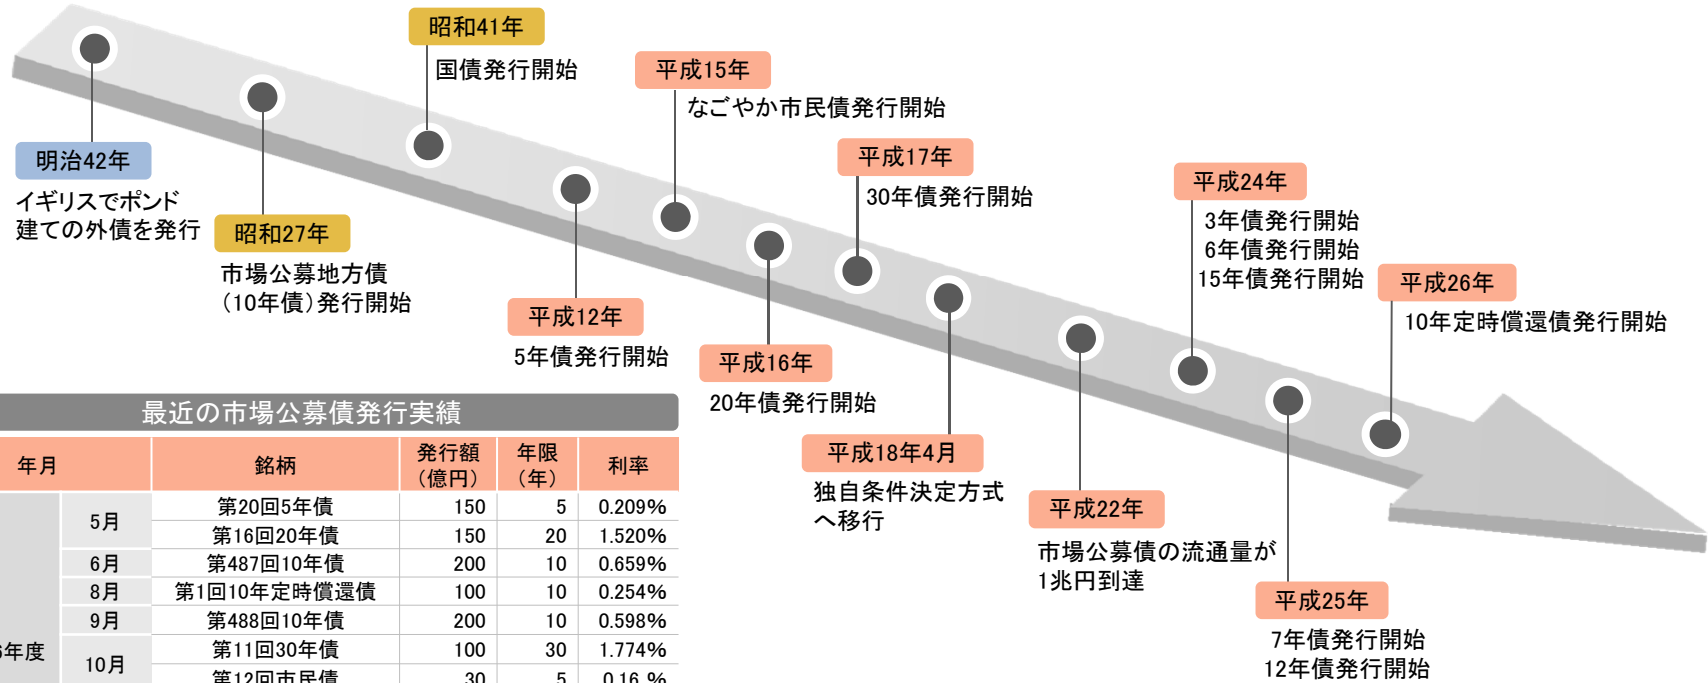 明治42年
イギリスでポンド
建ての外債を発行
昭和27年
市場公募地方債
（10年債）発行開始
昭和41年
国債発行開始
平成12年
5年債発行開始
平成15年
なごやか市民債発行開始
平成16年
20年債発行開始
平成17年
30年債発行開始
平成18年4月
独自条件決定方式
へ移行
平成22年
市場公募債の流通量が
1兆円到達
平成24年
3年債発行開始
6年債発行開始
15年債発行開始
平成25年
7年債発行開始
12年債発行開始
平成26年
10年定時償還債発行開始
最近の市場公募債発行実績
年月 銘柄 発行額（億円） 年限（年） 利率
5月 第20回5年債 150 5 0.209%
第16回20年債 150 20 1.520%
6月 第487回10年債 200 10 0.659%
8月 第1回10年定時償還債 100 10 0.254%
9月 第488回10年債 200 10 0.598%
年度 10月 第11回30年債 100 30 1.774%
第12回市民債 30 5